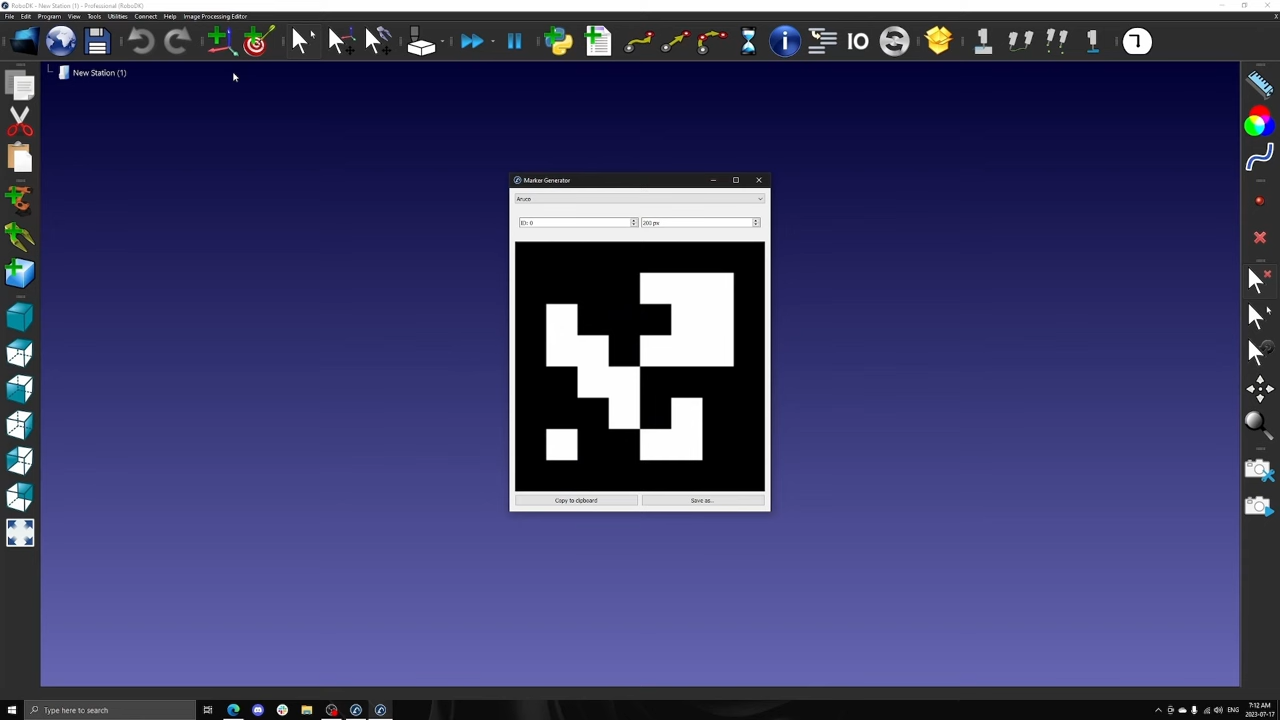 RoboDK - New Station (1) - Professional (RoboDK)
File Edit Program View Tools Utilities Connect Help Image Processing Editor
IO
New Station (1)
Marker Generator
Aruco
ID: 0 200 px
Copy to clipboard Save as...
Type here to search
ENG
7:12 AM
2023-07-17